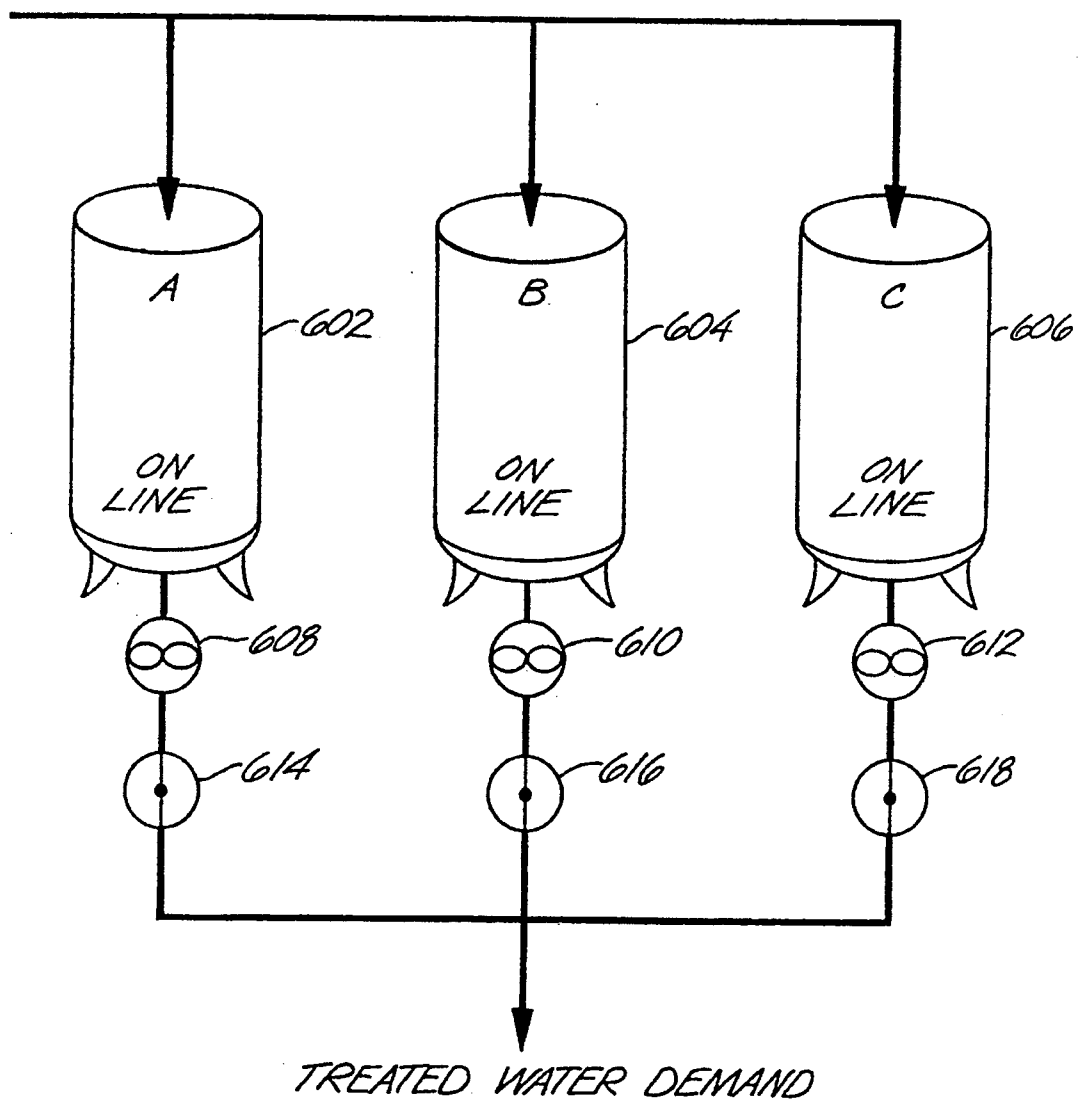 A
B
C
602
604
606
ON
LINE
ON
LINE
ON
LINE
608
610
612
614
616
618
TREATED WATER DEMAND